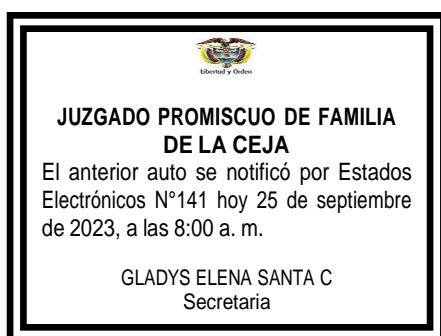 Libertad y Orden
JUZGADO PROMISCUO DE FAMILIA
DE LA CEJA
El anterior auto se notificó por Estados
Electrónicos N°141 hoy 25 de septiembre
de 2023, a las 8:00 a. m.
GLADYS ELENA SANTA C
Secretaria